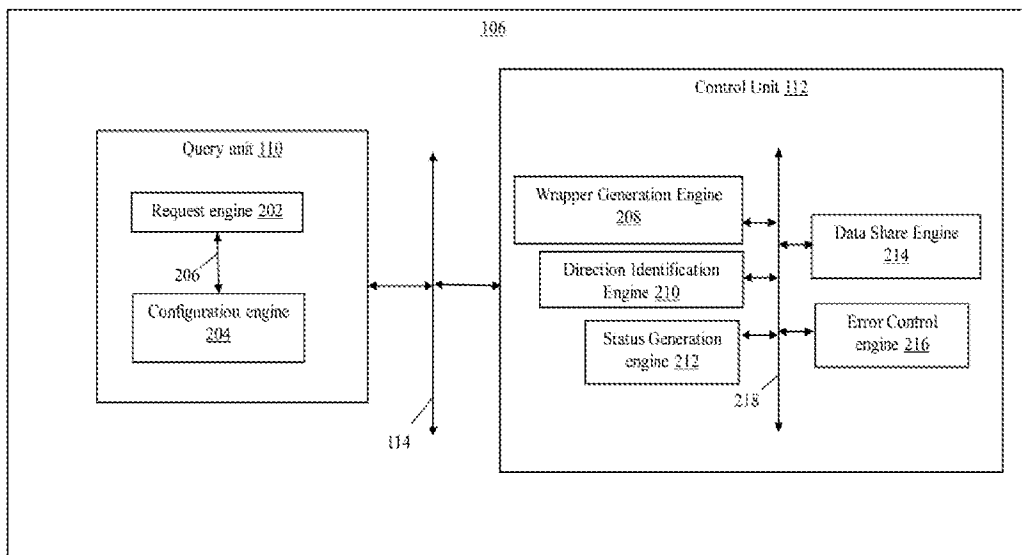 106
Control Unit 112
Query unit 110
Request engine 202
206
Configuration engine
204
114
Wrapper Generation Engine
208
Direction Identification
Engine 210
Status Generation
engine 212
Data Share Engine
214
Error Control
engine 216
218